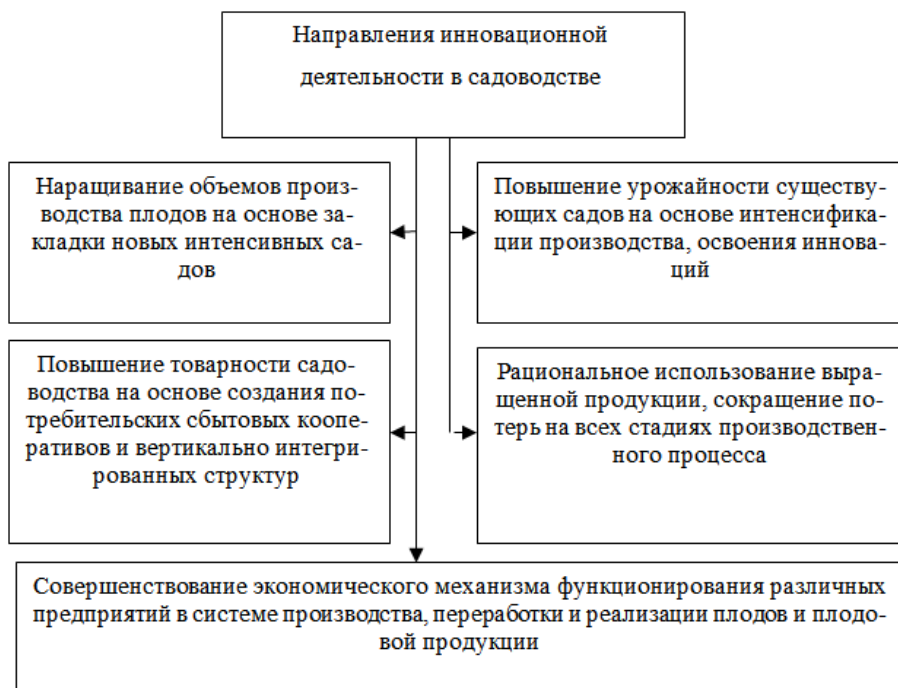 Направления инновационной
деятельности в садоводстве
Наращивание объемов произ-
водства плодов на основе за-
кладки новых интенсивных са-
дов
Повышение урожайности существу-
ющих садов на основе интенсифика-
ции производства, освоения иннова-
ций
Повышение товарности садо-
водства на основе создания по-
требительских сбытовых коопе-
ративов и вертикально интегри-
рованных структур
Рациональное использование выра-
щенной продукции, сокращение по-
терь на всех стадиях производствен-
ного процесса
Совершенствование экономического механизма функционирования различных
предприятий в системе производства, переработки и реализации плодов и плодо-
вой продукции